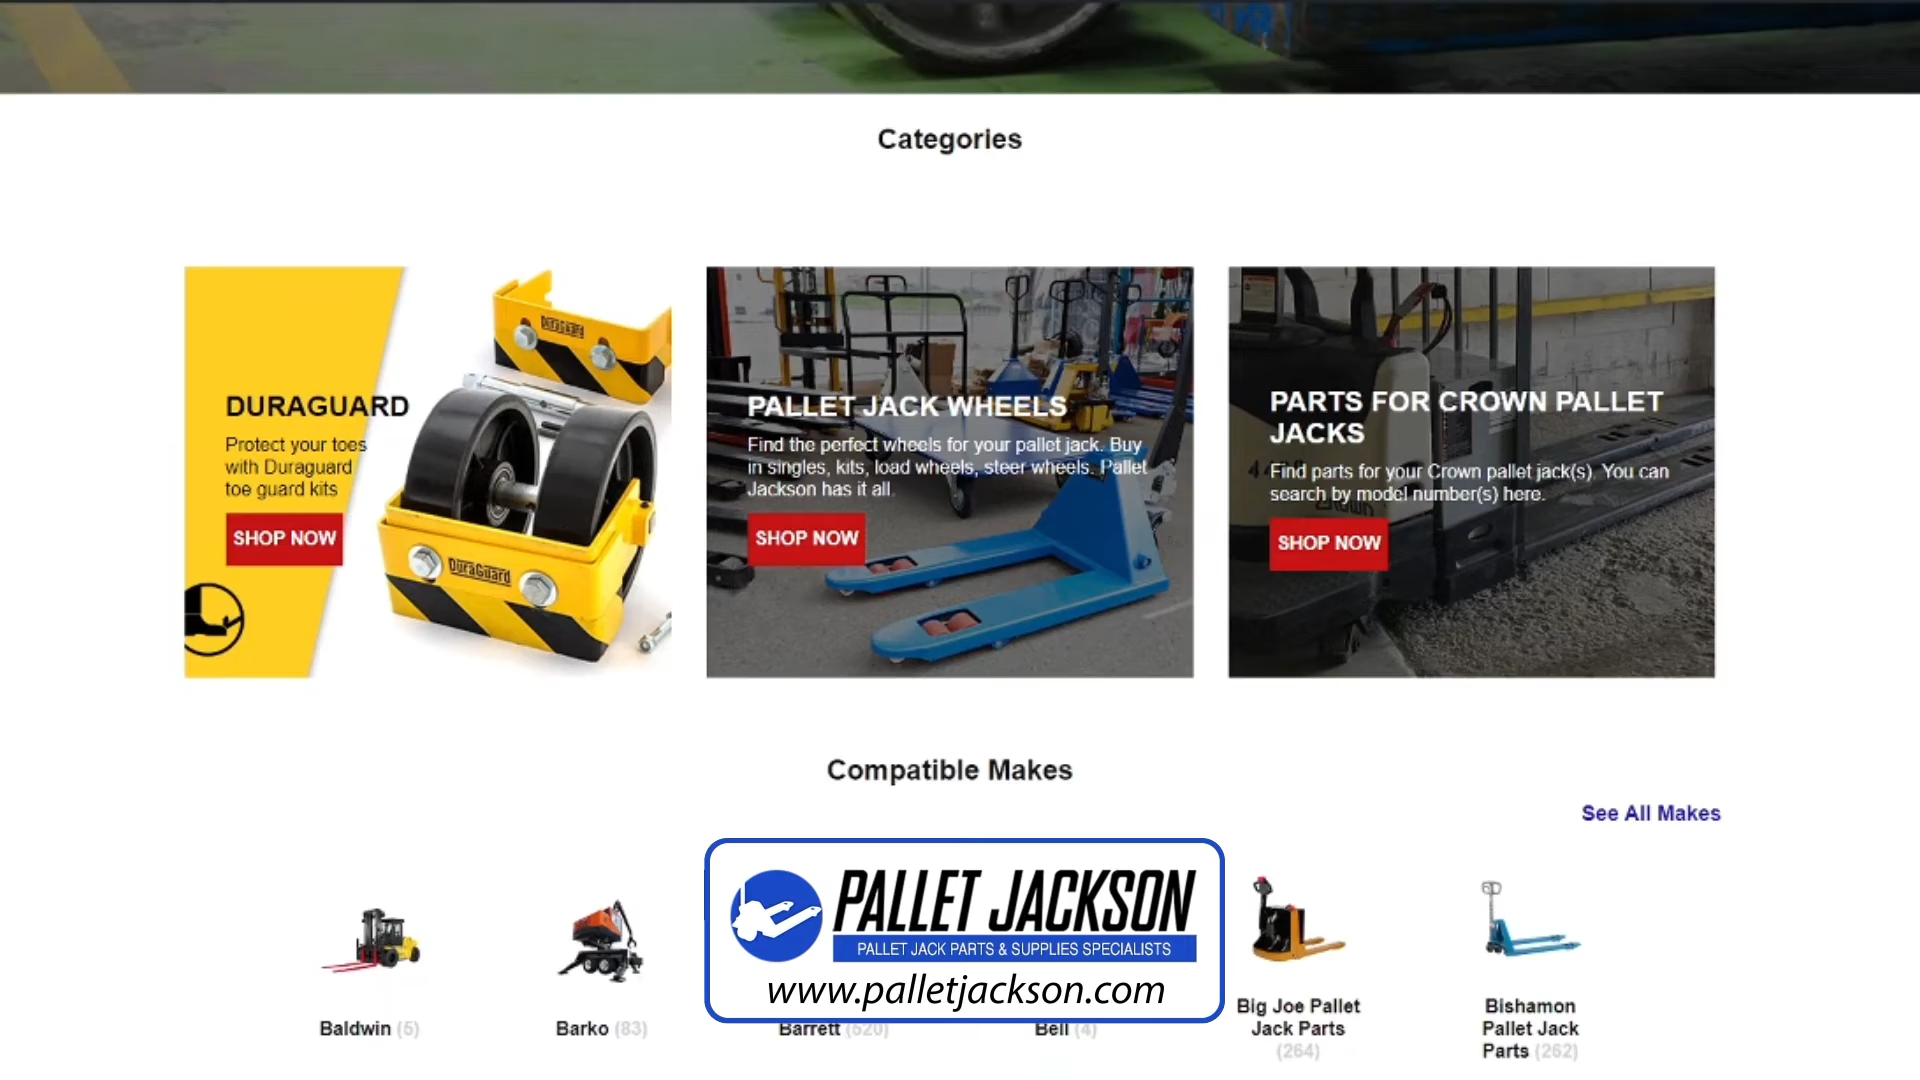 Categories
DURAGUARD
Protect your toes
with Duraguard
toe guard kits
SHOP NOW
DuraGuard
DuraGuard
PALLET JACK WHEELS
Find the perfect wheels for your pallet jack. Buy
in singles, kits, load wheels, steer wheels. Pallet
Jackson has it all.
SHOP NOW
PARTS FOR CROWN PALLET
JACKS
Find parts for your Crown pallet jack(s). You can
search by model number(s) here.
SHOP NOW
CROWN
Compatible Makes
See All Makes
PALLET JACKSON
PALLET JACK PARTS & SUPPLIES SPECIALISTS
www.palletjackson.com
Baldwin (5)
Barko (83)
Barrett (520)
Bell (4)
Big Joe Pallet
Jack Parts
(264)
Bishamon
Pallet Jack
Parts (262)